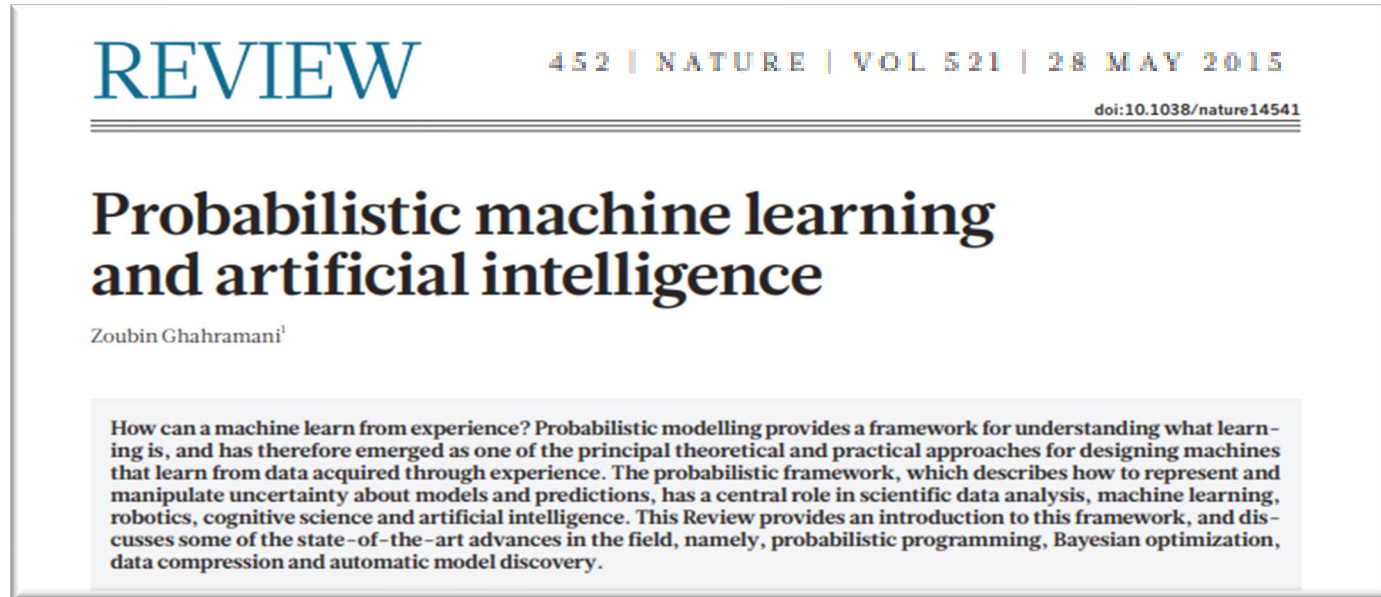 REVIEW
452 | NATURE | VOL 521 | 28 MAY 2015
doi:10.1038/nature14541
Probabilistic machine learning
and artificial intelligence
Zoubin Ghahramani¹
How can a machine learn from experience? Probabilistic modelling provides a framework for understanding what learn-
ing is, and has therefore emerged as one of the principal theoretical and practical approaches for designing machines
that learn from data acquired through experience. The probabilistic framework, which describes how to represent and
manipulate uncertainty about models and predictions, has a central role in scientific data analysis, machine learning,
robotics, cognitive science and artificial intelligence. This Review provides an introduction to this framework, and dis-
cusses some of the state-of-the-art advances in the field, namely, probabilistic programming, Bayesian optimization,
data compression and automatic model discovery.